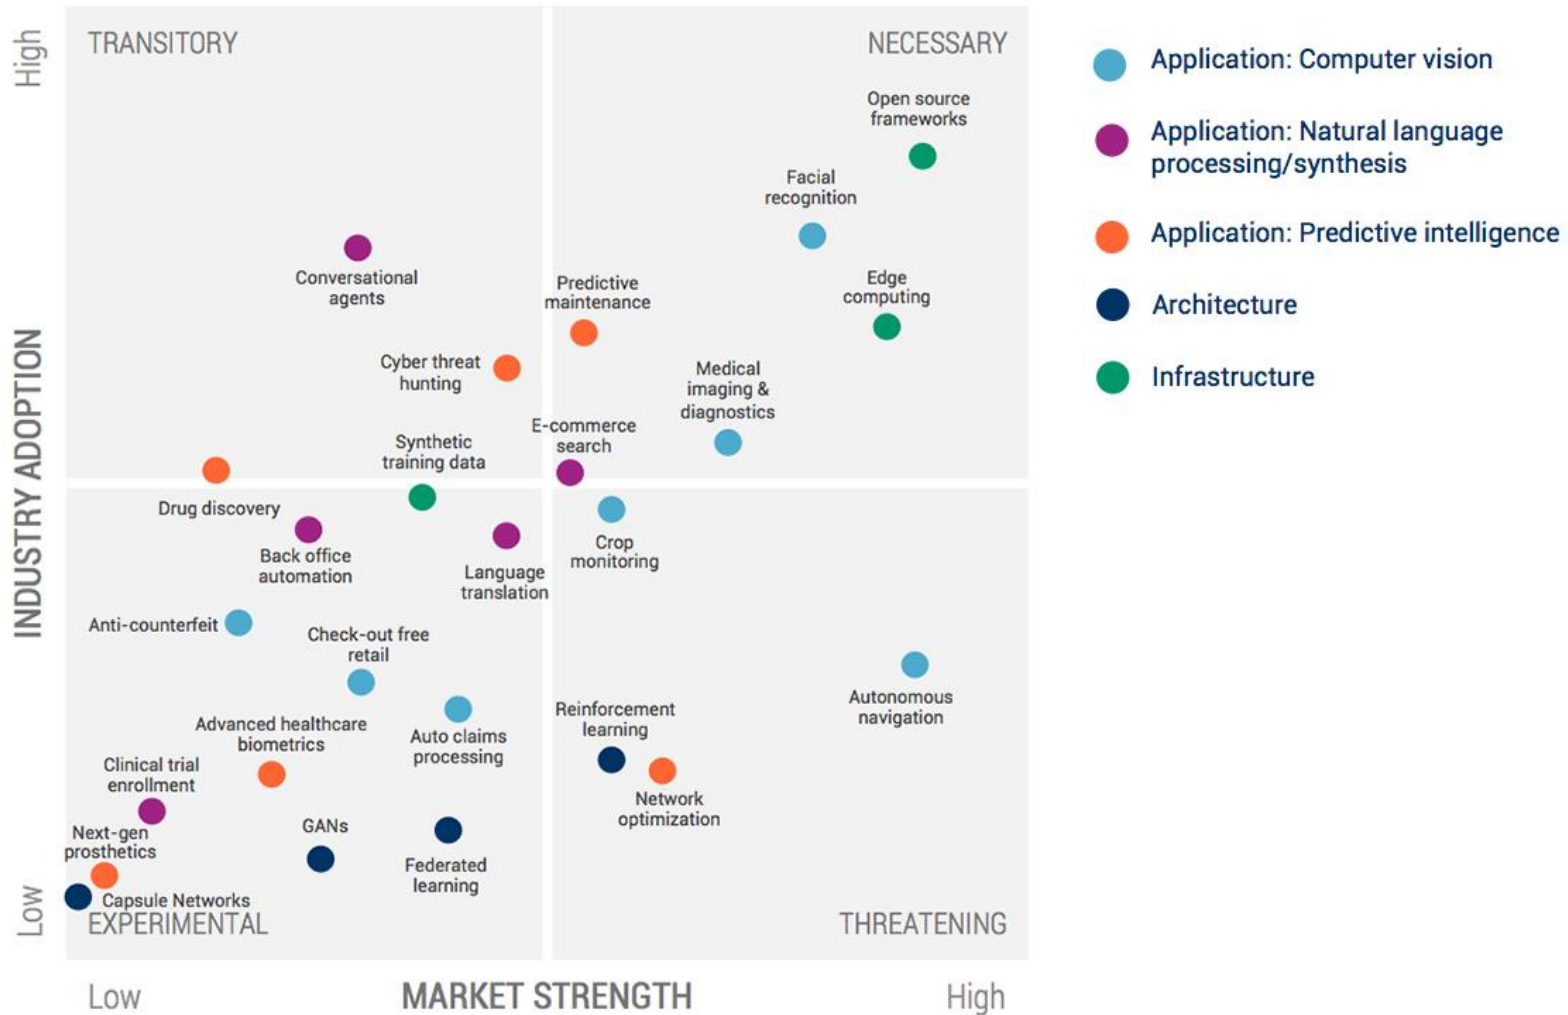 High
TRANSITORY
NECESSARY
Open source
frameworks
Facial
recognition
Conversational
agents
Predictive
maintenance
Edge
computing
Cyber threat
hunting
Medical
imaging &
diagnostics
E-commerce
search
Synthetic
training data
Drug discovery
Back office
automation
Language
translation
Crop
monitoring
Anti-counterfeit
Check-out free
retail
Autonomous
navigation
Reinforcement
learning
Advanced healthcare
biometrics
Auto claims
processing
Clinical trial
enrollment
Network
optimization
Next-gen
prosthetics
GANs
Federated
learning
Capsule Networks
EXPERIMENTAL
THREATENING
INDUSTRY ADOPTION
Low
Low
MARKET STRENGTH
High
Application: Computer vision
Application: Natural language
processing/synthesis
Application: Predictive intelligence
Architecture
Infrastructure